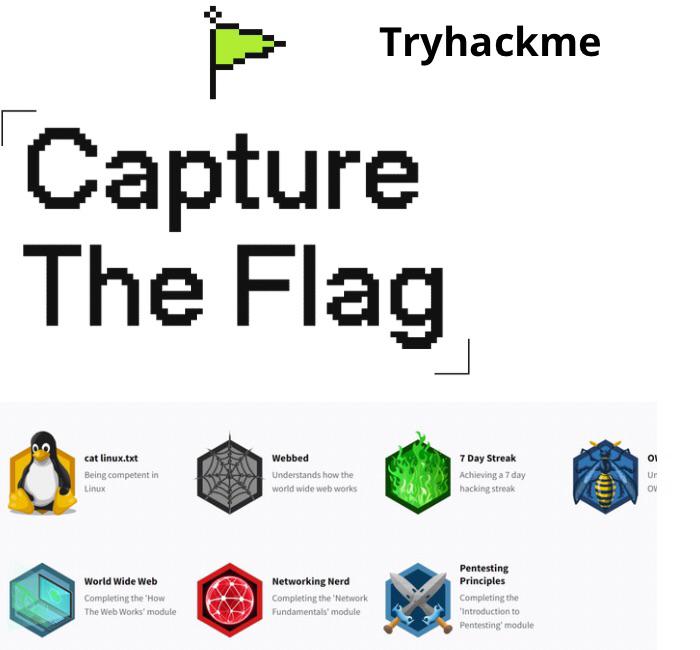 Tryhackme
Capture
The Flag
cat linux.txt
Being competent in
Linux
Webbed
Understands how the
world wide web works
7 Day Streak
Achieving a 7 day
hacking streak
World Wide Web
Completing the 'How
The Web Works' module
Networking Nerd
Completing the 'Network
Fundamentals' module
Pentesting
Principles
Completing the
'Introduction to
Pentesting' module